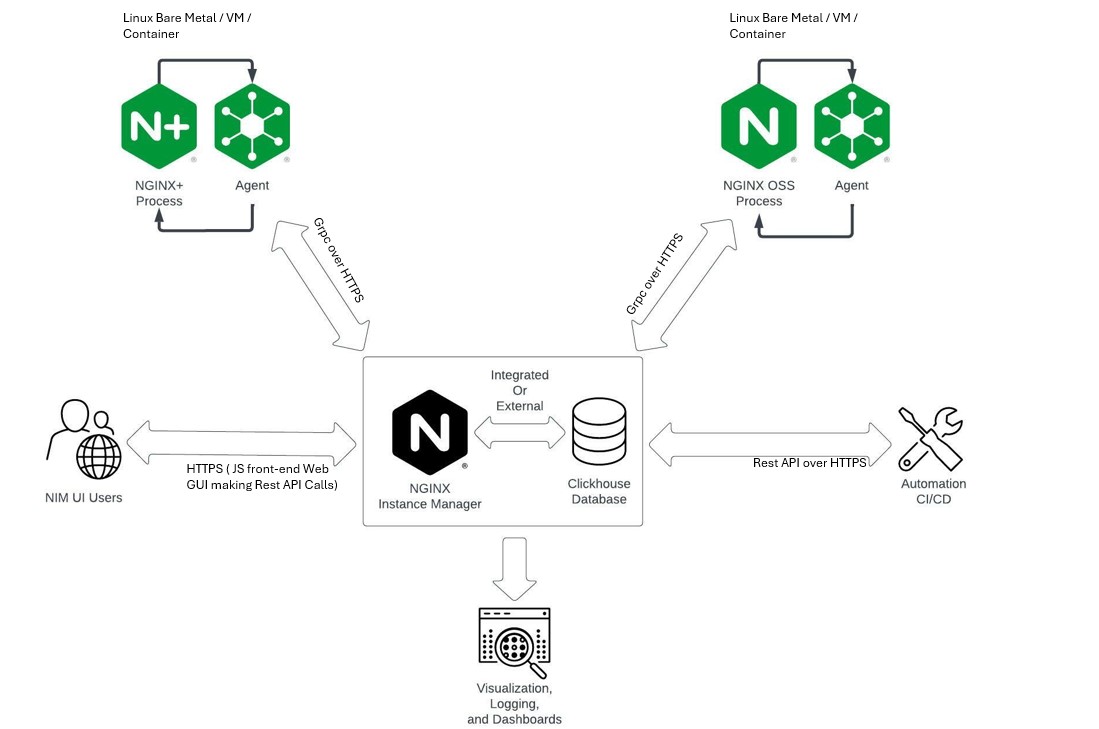 Linux Bare Metal / VM /
Container
Linux Bare Metal / VM /
Container
N+
®
®
N
®
®
NGINX+
Process
Agent
NGINX OSS
Process
Agent
Grpc over HTTPS
Grpc over HTTPS
Integrated
Or
External
N
®
NGINX
Instance Manager
Clickhouse
Database
HTTPS ( JS front-end Web
GUI making Rest API Calls)
NIM UI Users
Rest API over HTTPS
Automation
CI/CD
Visualization,
Logging,
and Dashboards